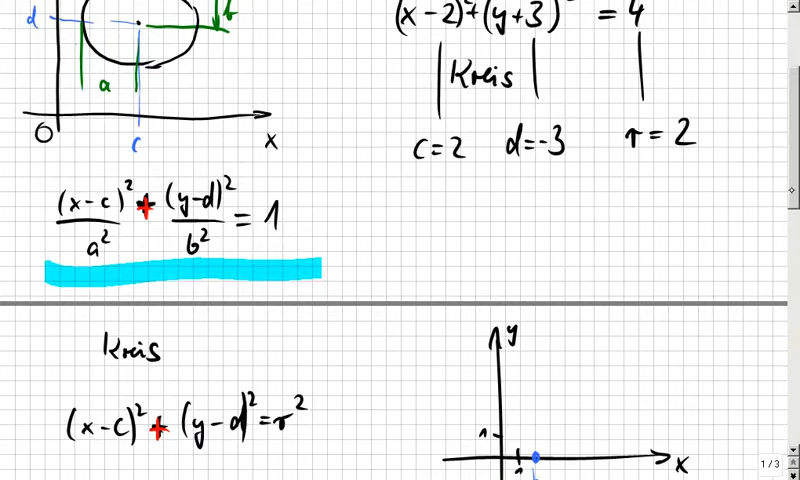 d b
a
O c x
(x-c)²/a² + (y-d)²/b² = 1
(x-2)²+(y+3)² = 4
Kreis
c=2 d=-3 r=2
Kreis
(x-c)² + (y-d)² = r²
y
1
1 x
1/3